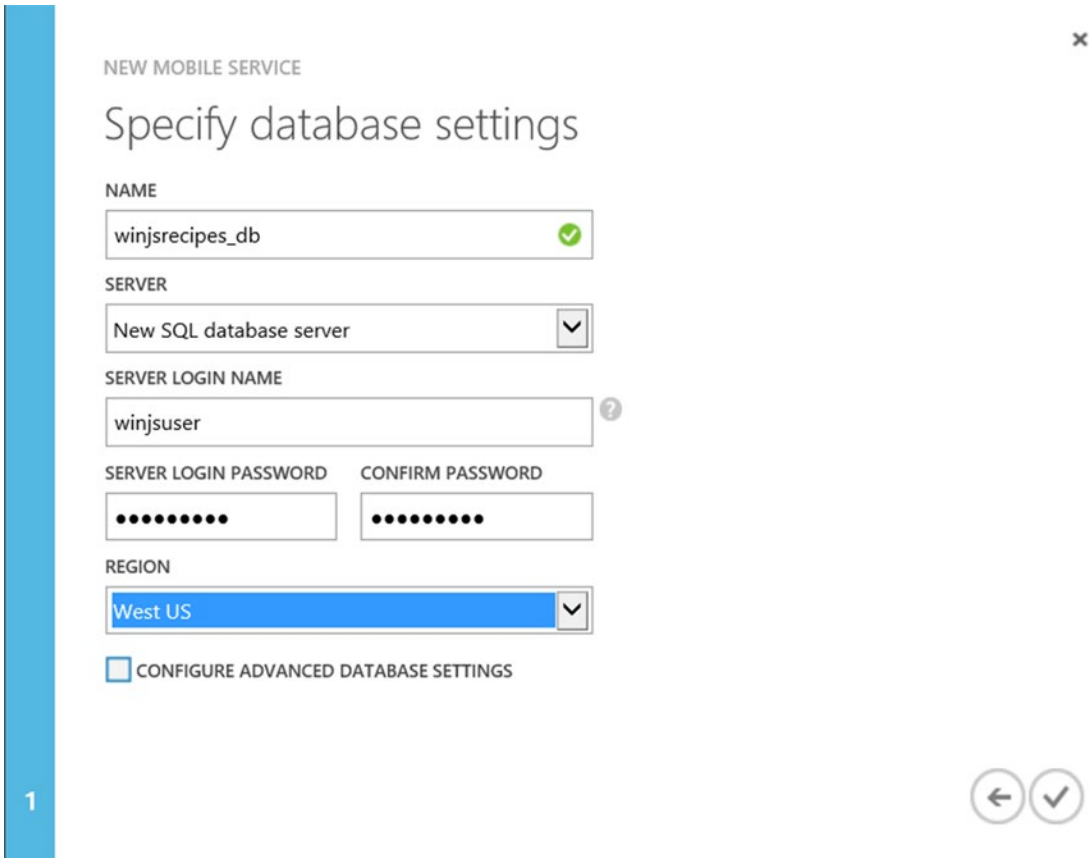 NEW MOBILE SERVICE
Specify database settings
NAME
winjsrecipes_db
SERVER
New SQL database server
SERVER LOGIN NAME
winjsuser
?
SERVER LOGIN PASSWORD CONFIRM PASSWORD
●●●●●●●●● ●●●●●●●●●
REGION
West US
CONFIGURE ADVANCED DATABASE SETTINGS
1